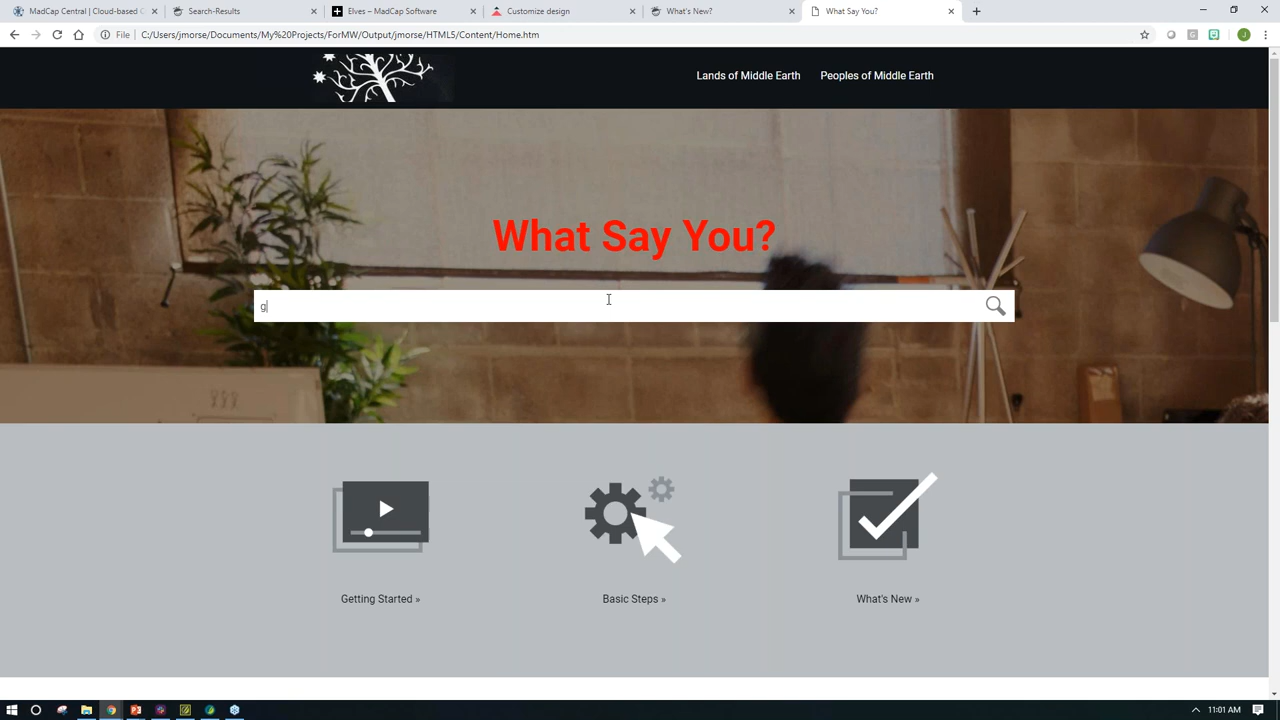 MadCap Central | Cloud-based C
Search-Results
Elves – MadCap Software
Customize design
What's New?
What Say You?
File
C:/Users/jmorse/Documents/My%20Projects/ForMW/Output/jmorse/HTML5/Content/Home.htm
J
Lands of Middle Earth
Peoples of Middle Earth
What Say You?
g
Getting Started »
Basic Steps »
What's New »
11:01 AM